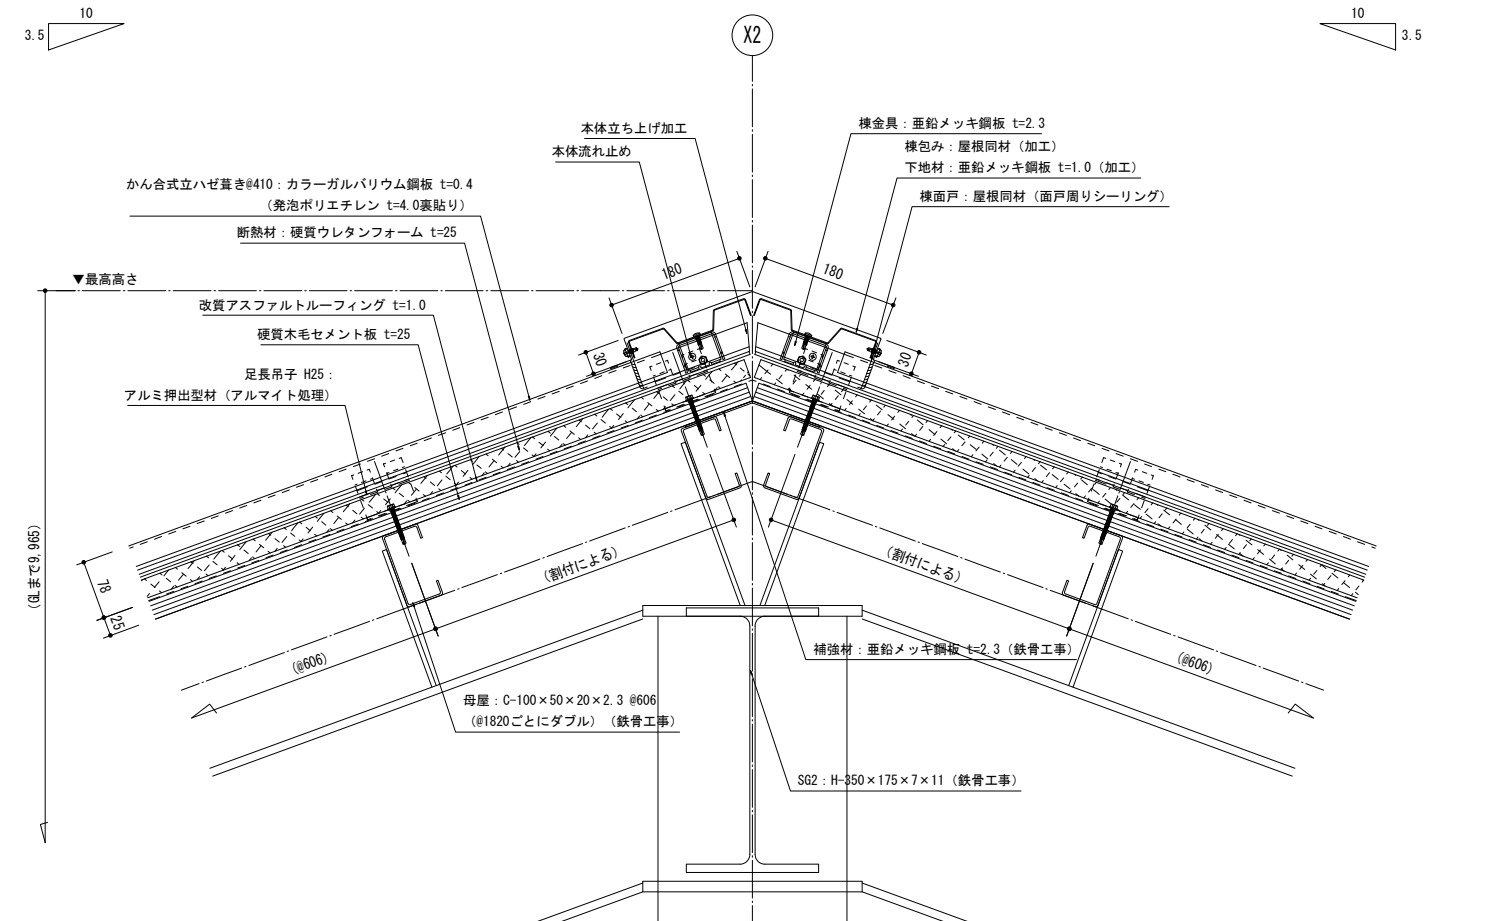 10
3.5
X2
10
3.5
本体立ち上げ加工
本体流れ止め
棟金具：亜鉛メッキ鋼板 t=2.3
棟包み：屋根同材（加工）
下地材：亜鉛メッキ鋼板 t=1.0（加工）
棟面戸：屋根同材（面戸周りシーリング）
かん合式立ハゼ葺き@410：カラーガルバリウム鋼板 t=0.4
（発泡ポリエチレン t=4.0裏貼り）
断熱材：硬質ウレタンフォーム t=25
▼最高高さ
改質アスファルトルーフィング t=1.0
硬質木毛セメント板 t=25
足長吊子 H25：
アルミ押出型材（アルマイト処理）
180
180
30
30
(GLまで9,965)
78
25
(割付による)
(割付による)
(@606)
(@606)
補強材：亜鉛メッキ鋼板 t=2.3（鉄骨工事）
母屋：C-100×50×20×2.3 @606
（@1820ごとにダブル）（鉄骨工事）
SG2：H-350×175×7×11（鉄骨工事）